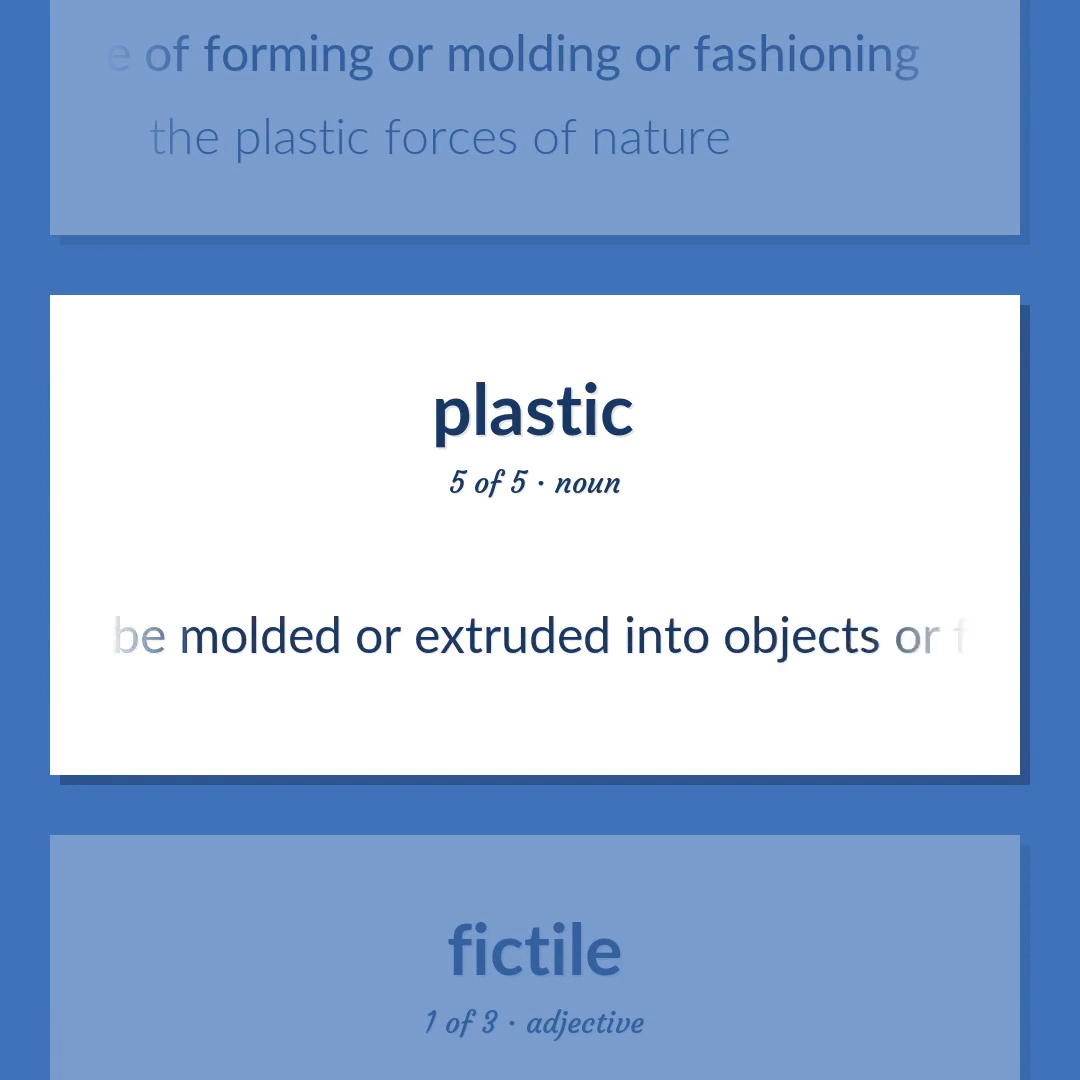 of forming or molding or fashioning
the plastic forces of nature
plastic
5 of 5 · noun
be molded or extruded into objects or
fictile
1 of 3 · adjective